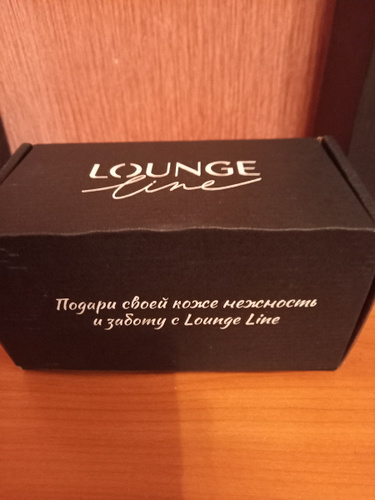 LOUNGE
line
Подари своей коже нежность
и заботу с Lounge Line